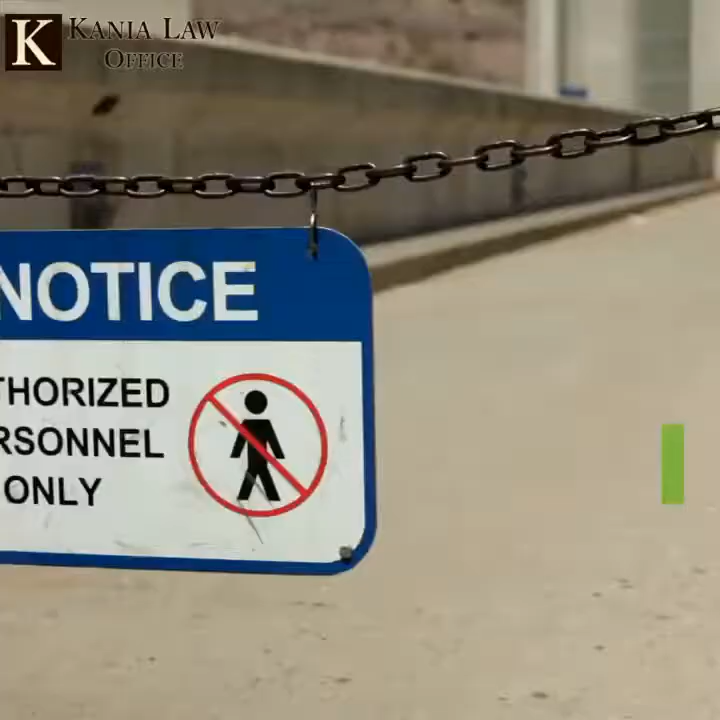 K KANIA LAW
OFFICE
NOTICE
THORIZED
RSONNEL
ONLY